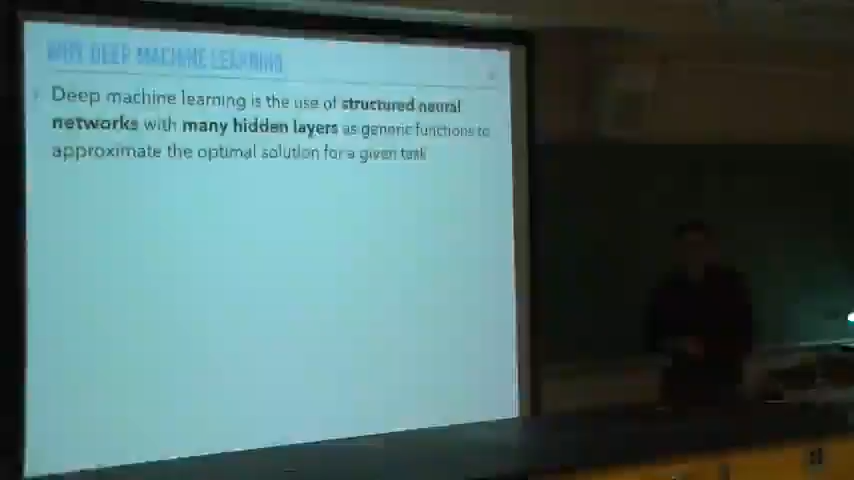 WHY DEEP MACHINE LEARNING
Deep machine learning is the use of structured neural
networks with many hidden layers as generic functions to
approximate the optimal solution for a given task